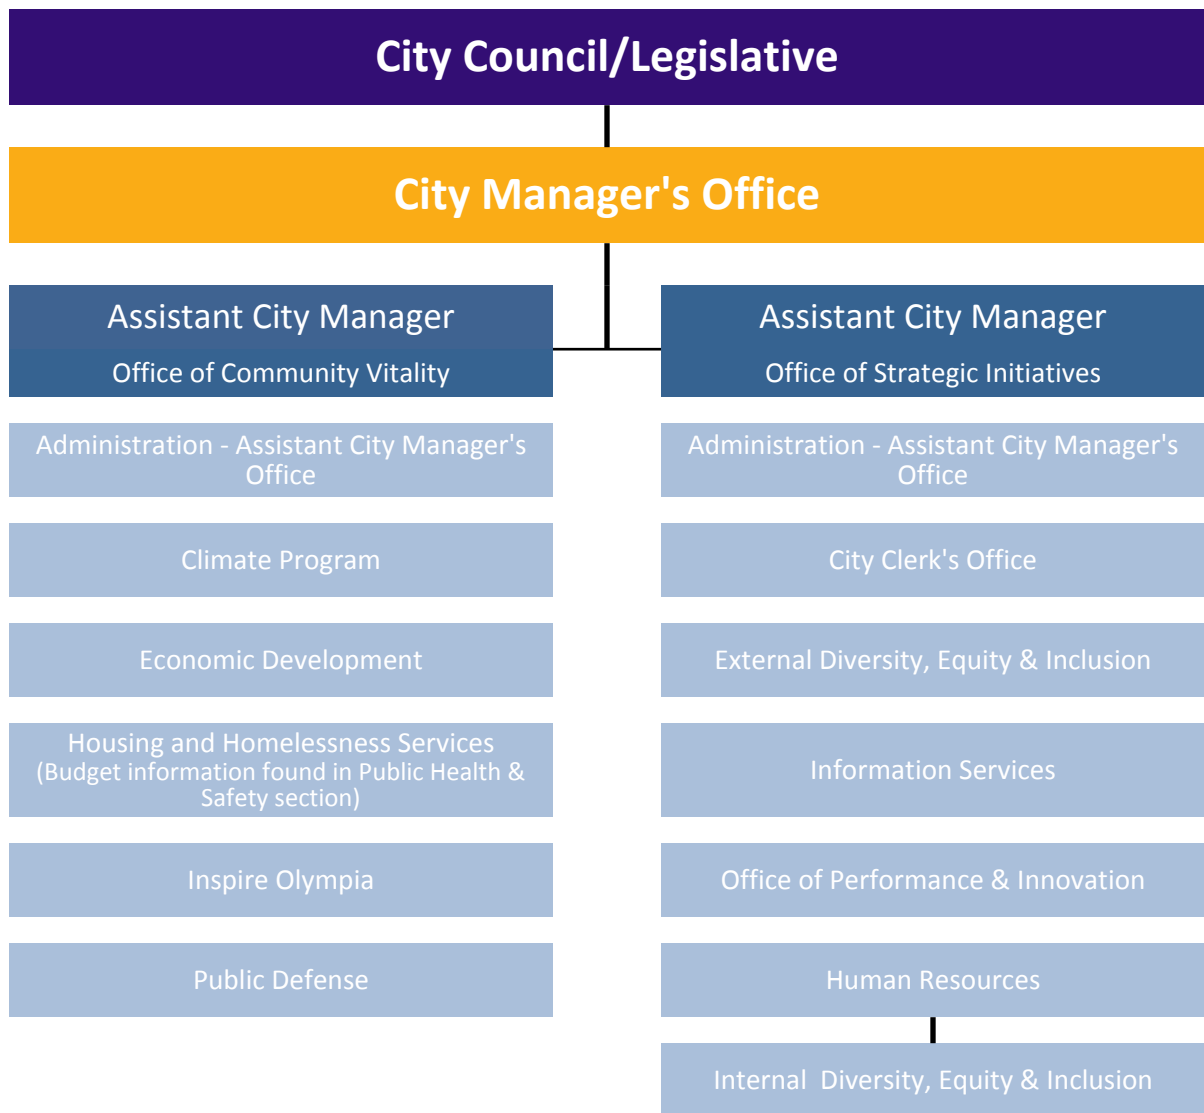 City Council/Legislative
City Manager's Office
Assistant City Manager
Office of Community Vitality
Administration - Assistant City Manager's
Office
Climate Program
Economic Development
Housing and Homelessness Services
(Budget information found in Public Health &
Safety section)
Inspire Olympia
Public Defense
Assistant City Manager
Office of Strategic Initiatives
Administration - Assistant City Manager's
Office
City Clerk's Office
External Diversity, Equity & Inclusion
Information Services
Office of Performance & Innovation
Human Resources
Internal  Diversity, Equity & Inclusion